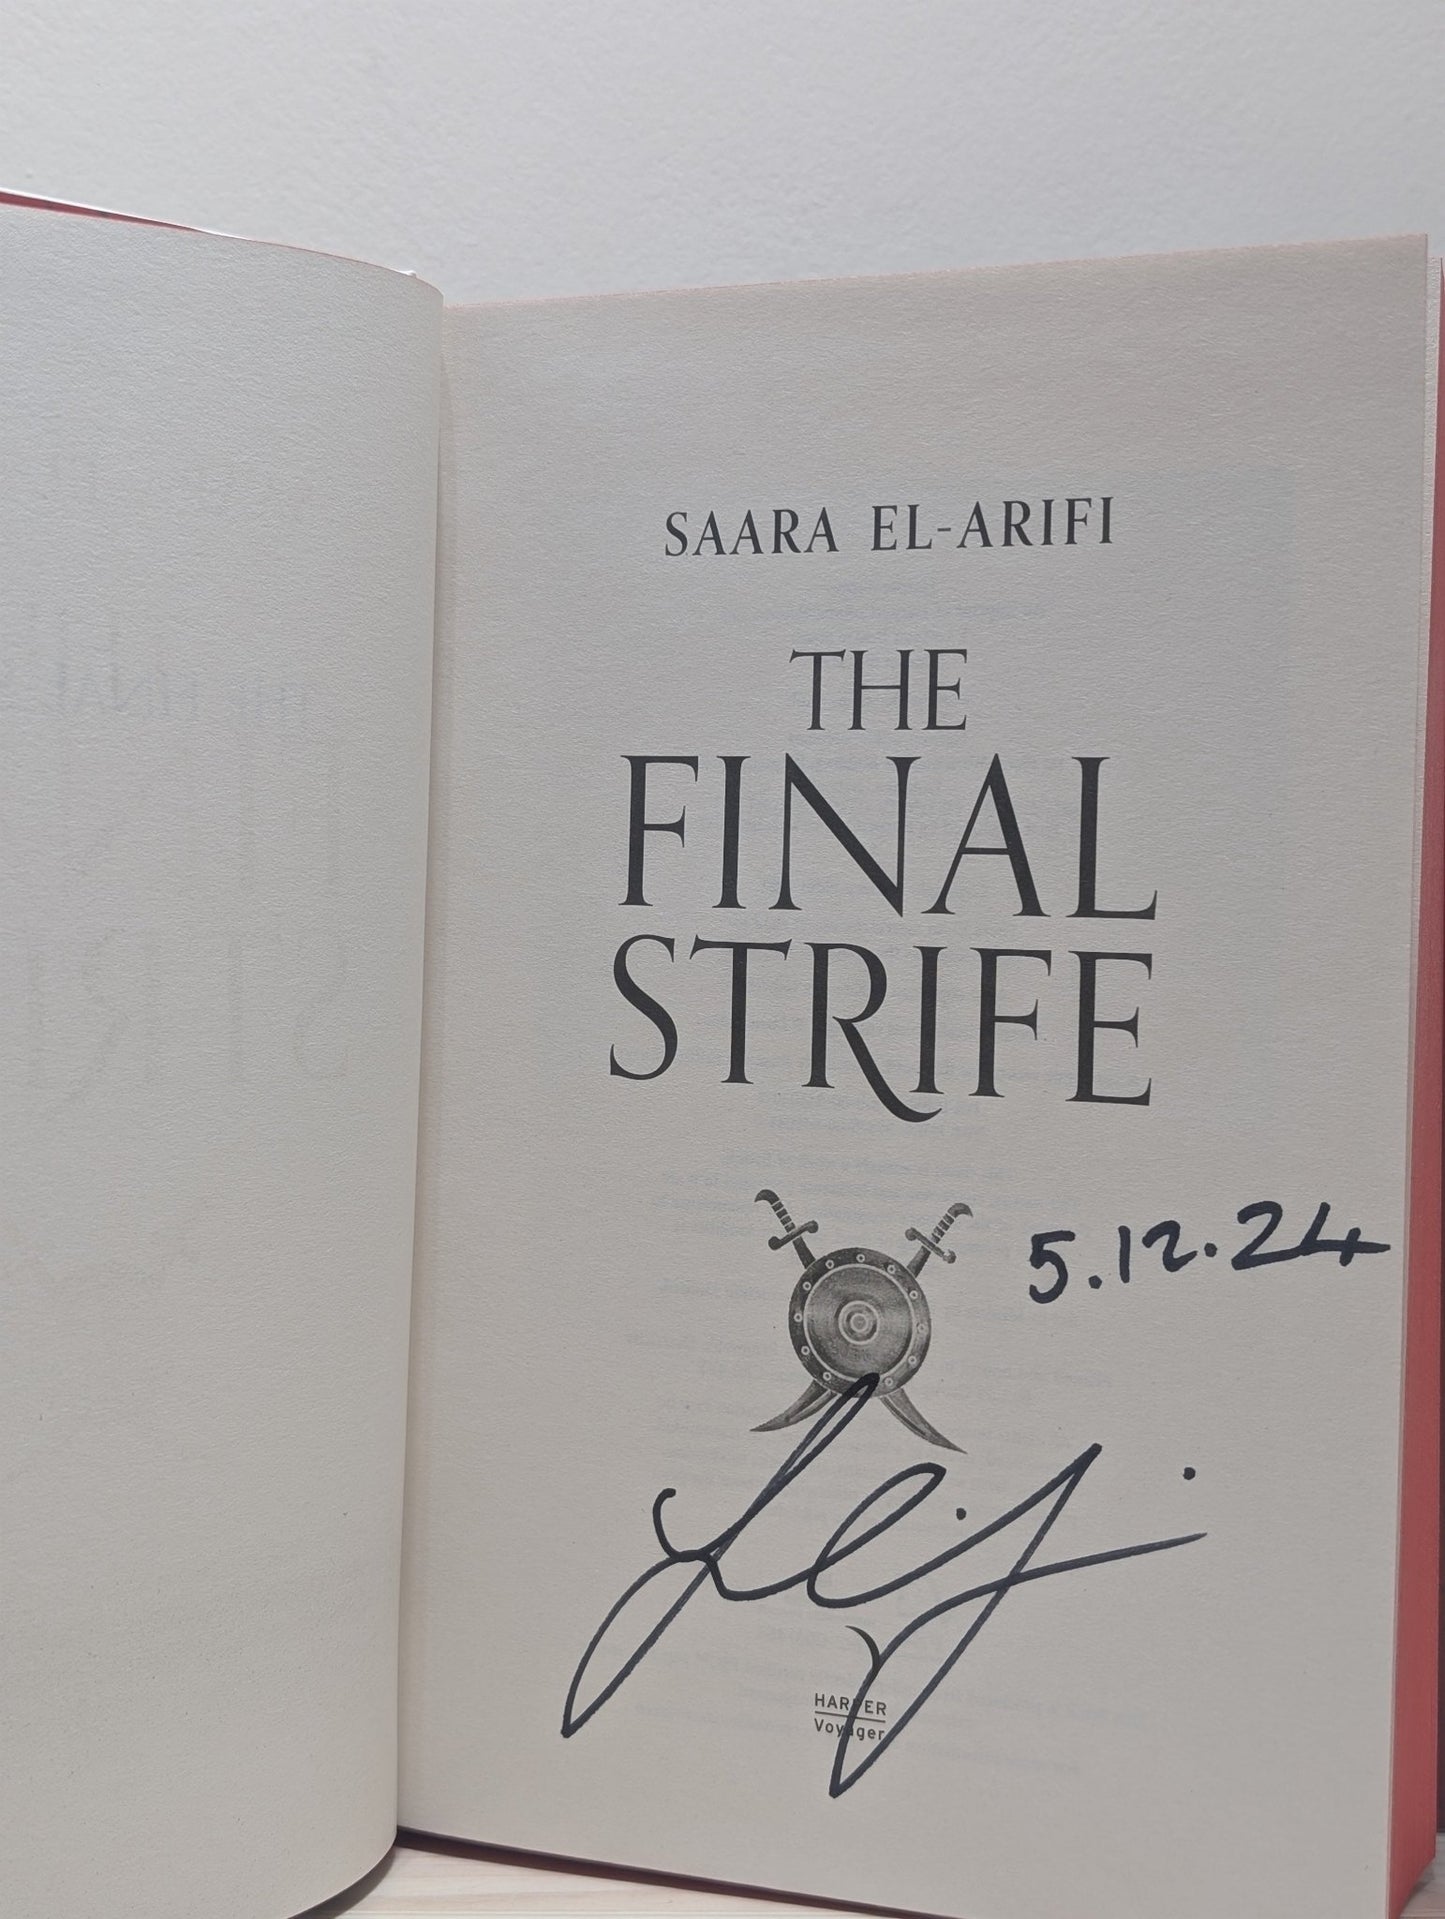 SAARA EL-ARIFI
THE
FINAL
STRIFE
5.12.24
HARPER
Voyager